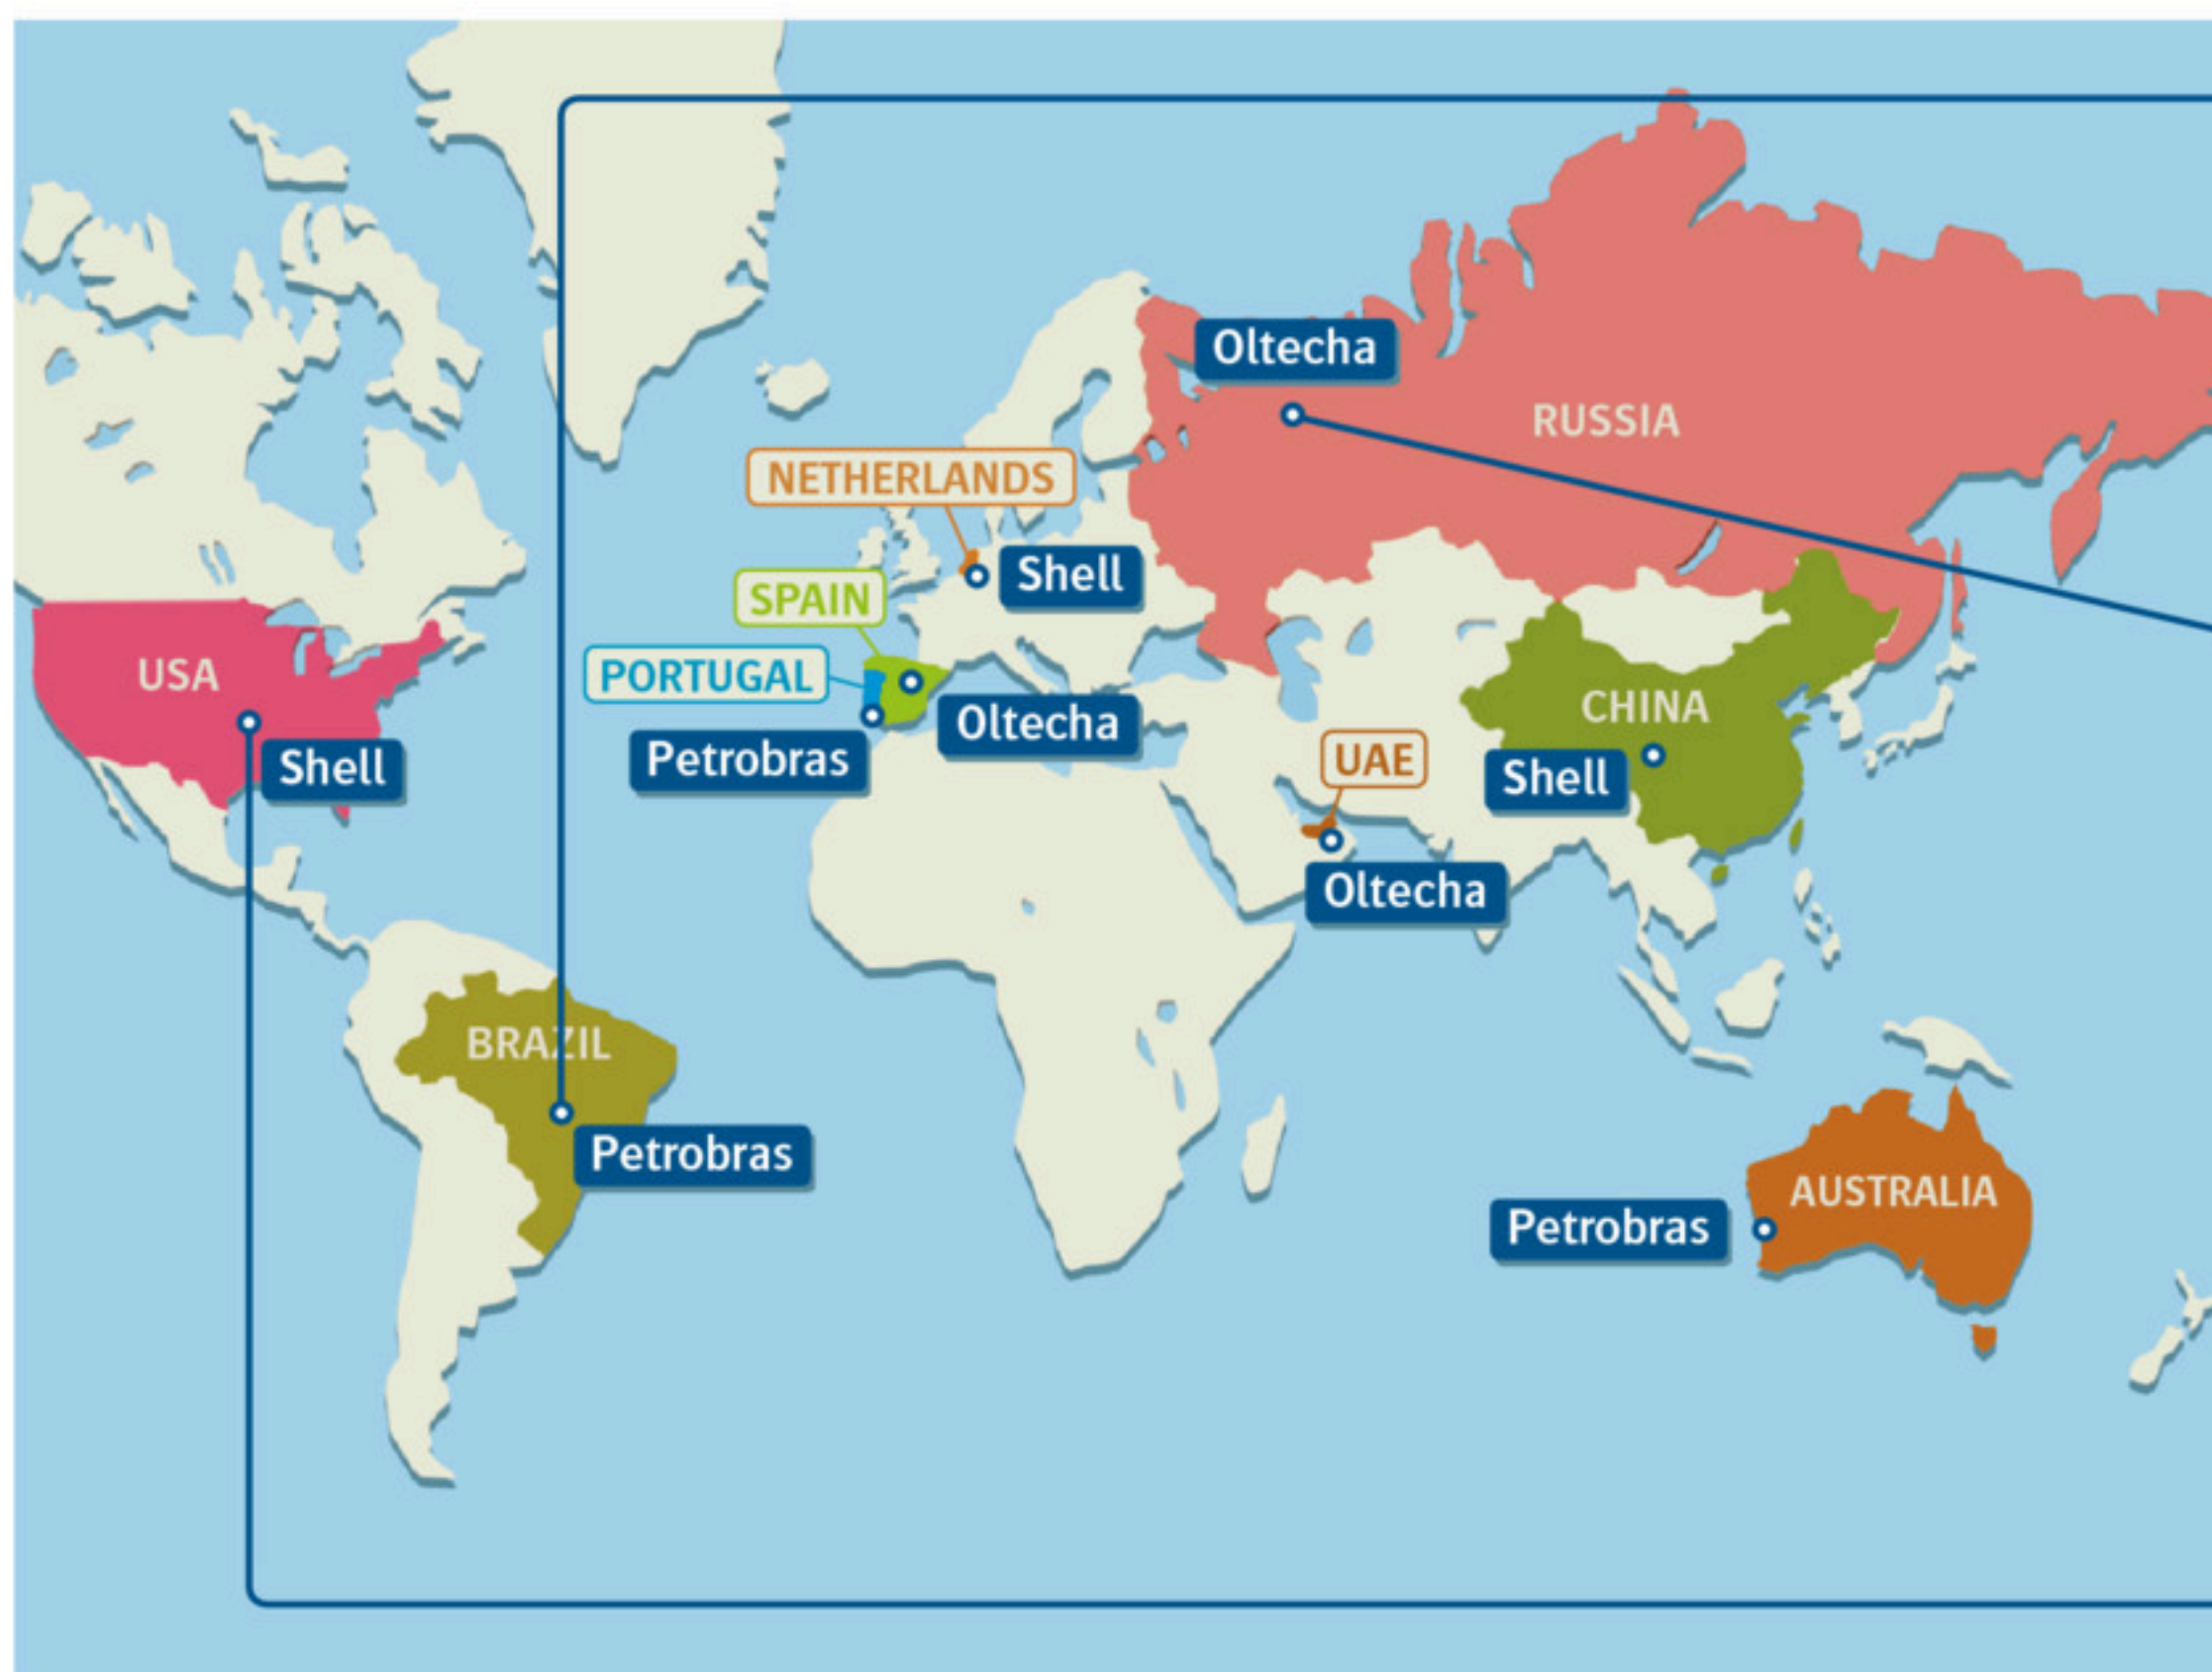 Oltecha
RUSSIA
NETHERLANDS
Shell
SPAIN
PORTUGAL
USA
Oltecha
CHINA
Petrobras
UAE
Shell
Shell
Oltecha
BRAZIL
Petrobras
AUSTRALIA
Petrobras